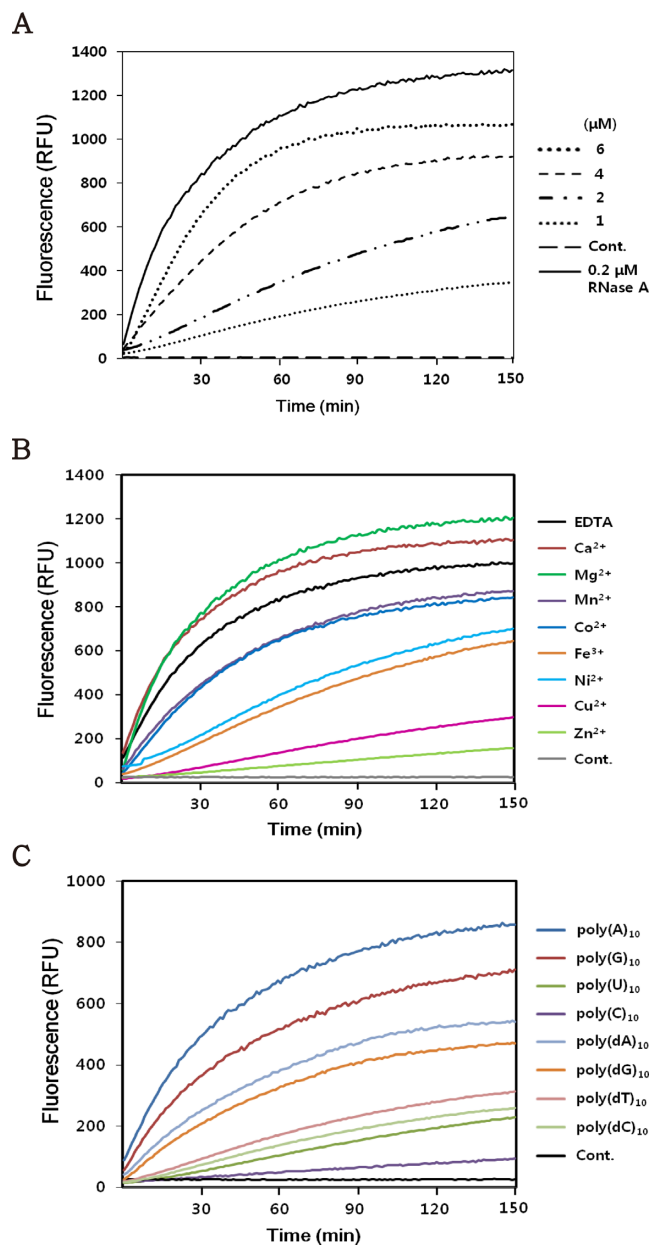 A
Fluorescence (RFU)
1400
1200
1000
800
600
400
200
0
30
60
90
120
150
Time (min)
(μM)
6
4
2
1
Cont.
0.2 μM
RNase A
B
Fluorescence (RFU)
1400
1200
1000
800
600
400
200
0
30
60
90
120
150
Time (min)
EDTA
Ca²⁺
Mg²⁺
Mn²⁺
Co²⁺
Fe³⁺
Ni²⁺
Cu²⁺
Zn²⁺
Cont.
C
Fluorescence (RFU)
1000
800
600
400
200
0
30
60
90
120
150
Time (min)
poly(A)₁₀
poly(G)₁₀
poly(U)₁₀
poly(C)₁₀
poly(dA)₁₀
poly(dG)₁₀
poly(dT)₁₀
poly(dC)₁₀
Cont.